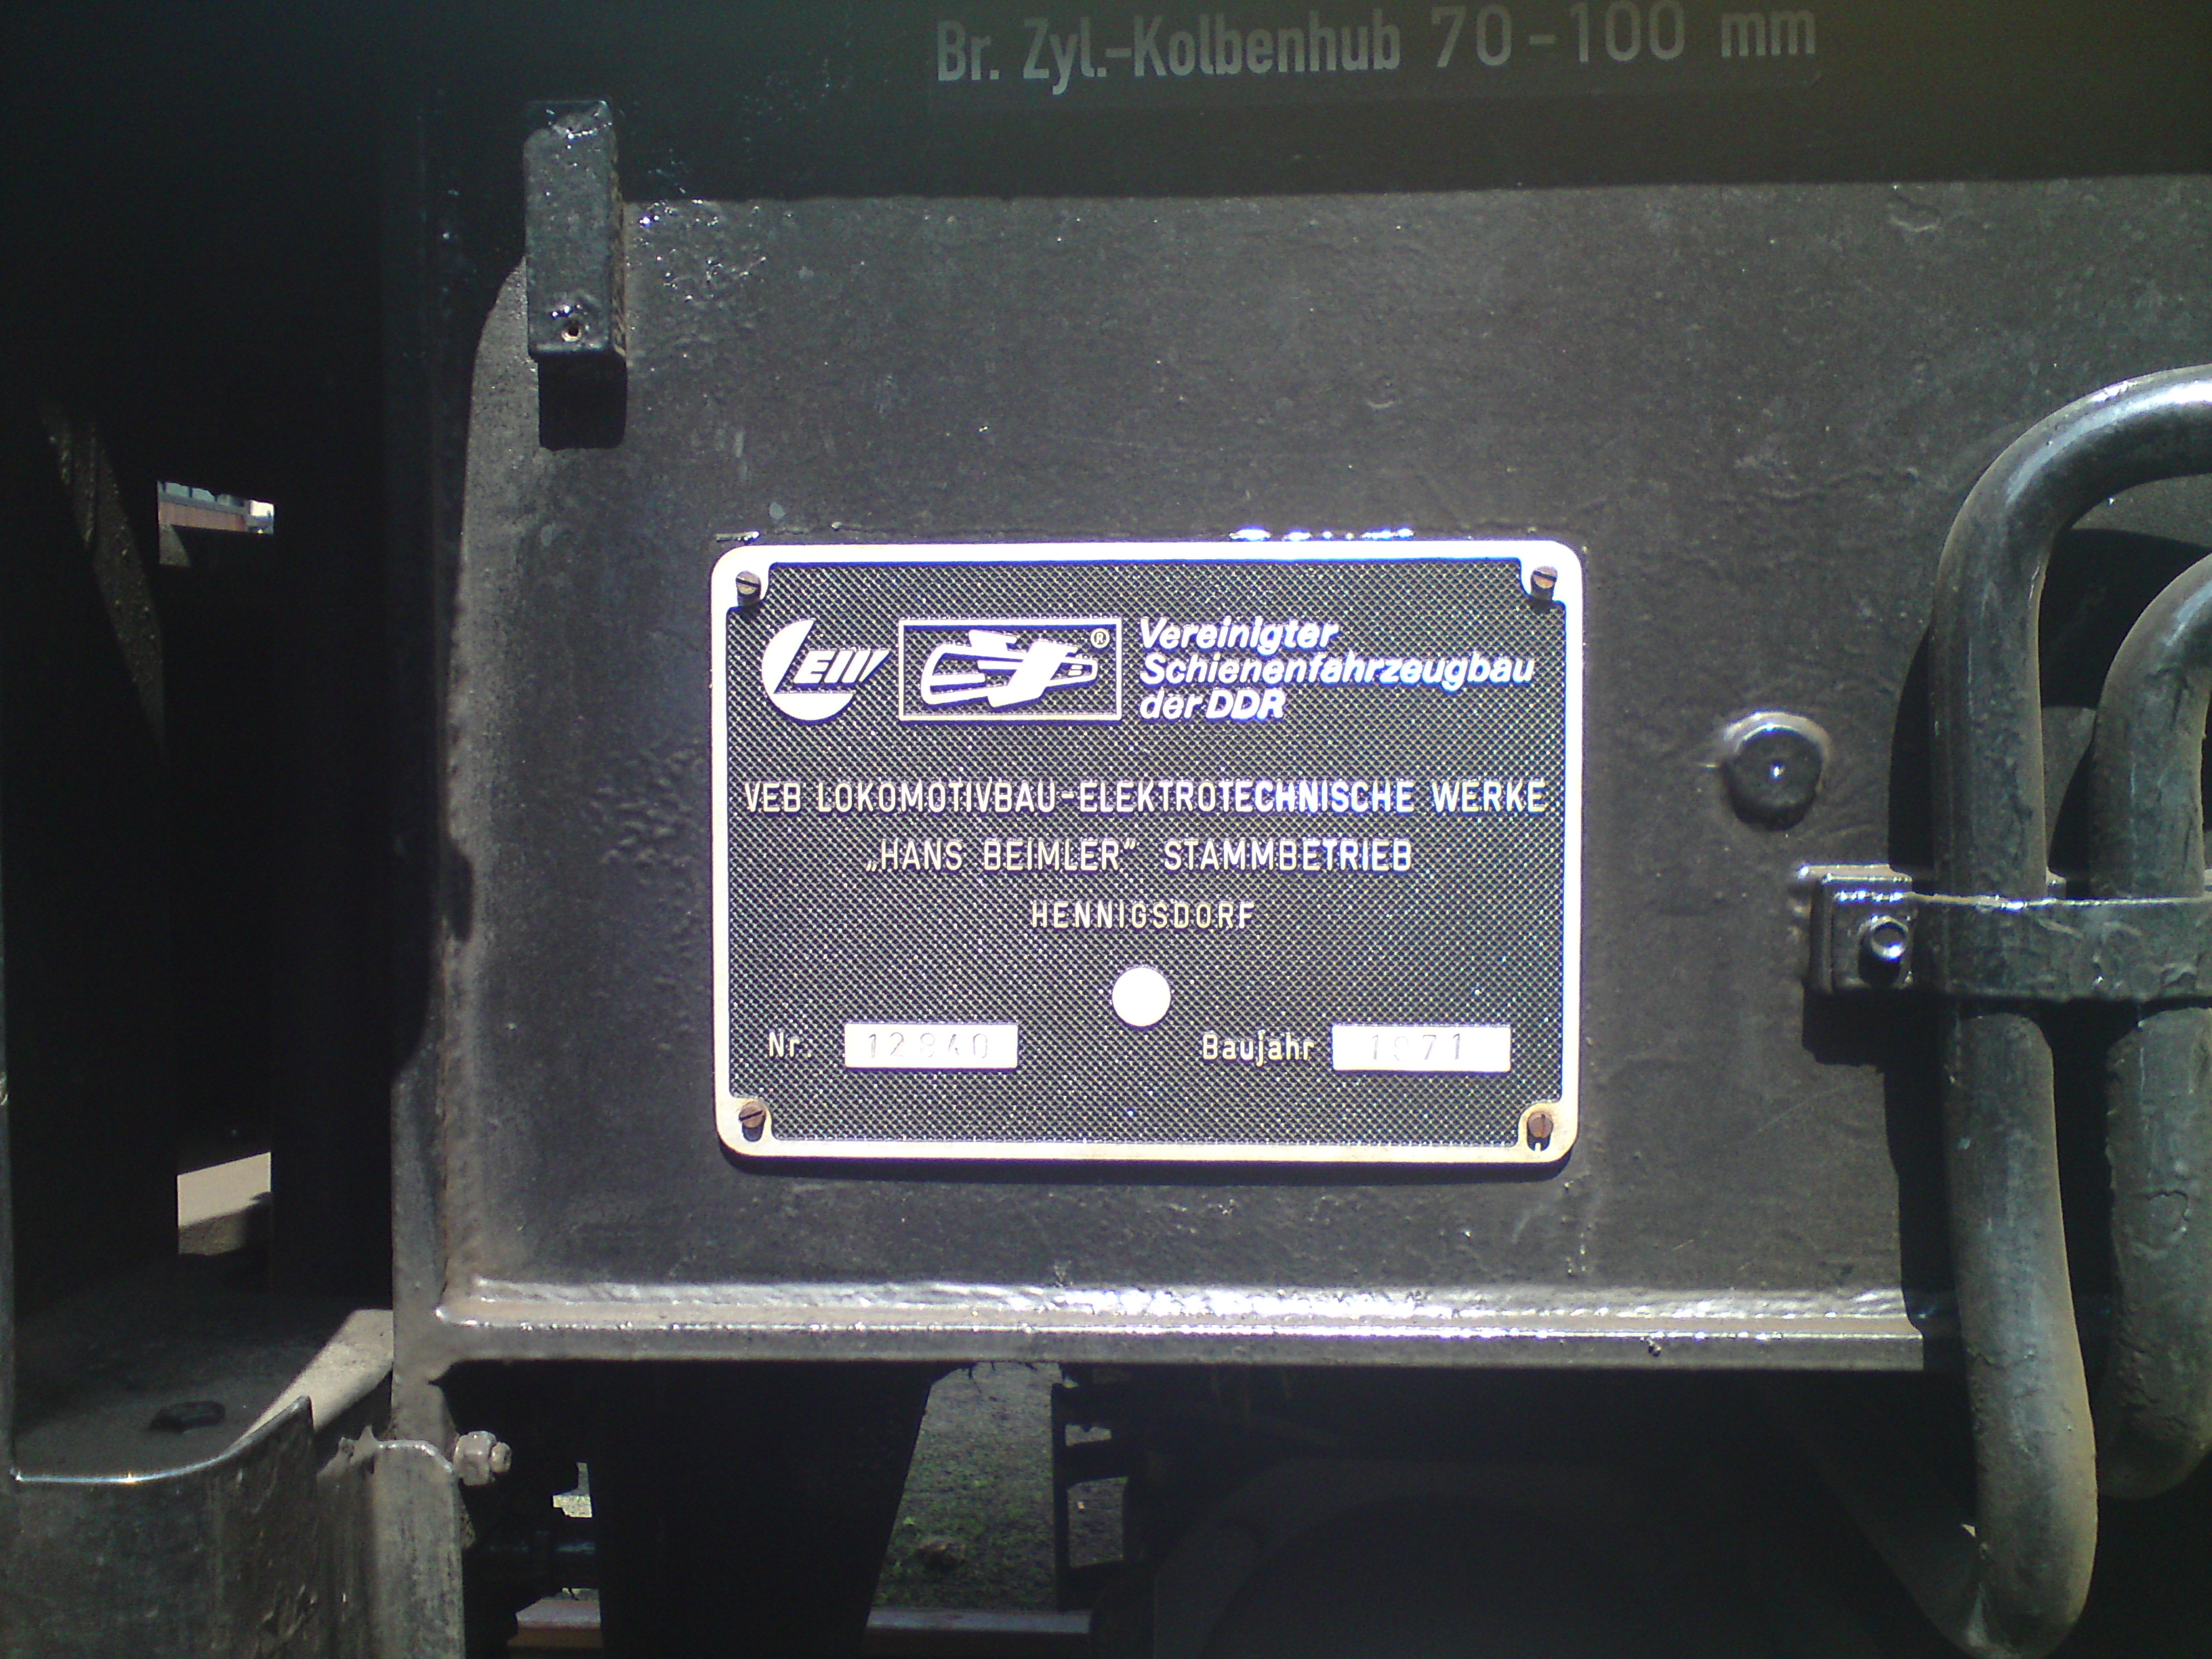 Br. Zyl.-Kolbenhub 70-100 mm
LEW
®
Vereinigter
Schienenfahrzeugbau
der DDR
VEB LOKOMOTIVBAU-ELEKTROTECHNISCHE WERKE
„HANS BEIMLER” STAMMBETRIEB
HENNIGSDORF
Nr. 12840 Baujahr 1971